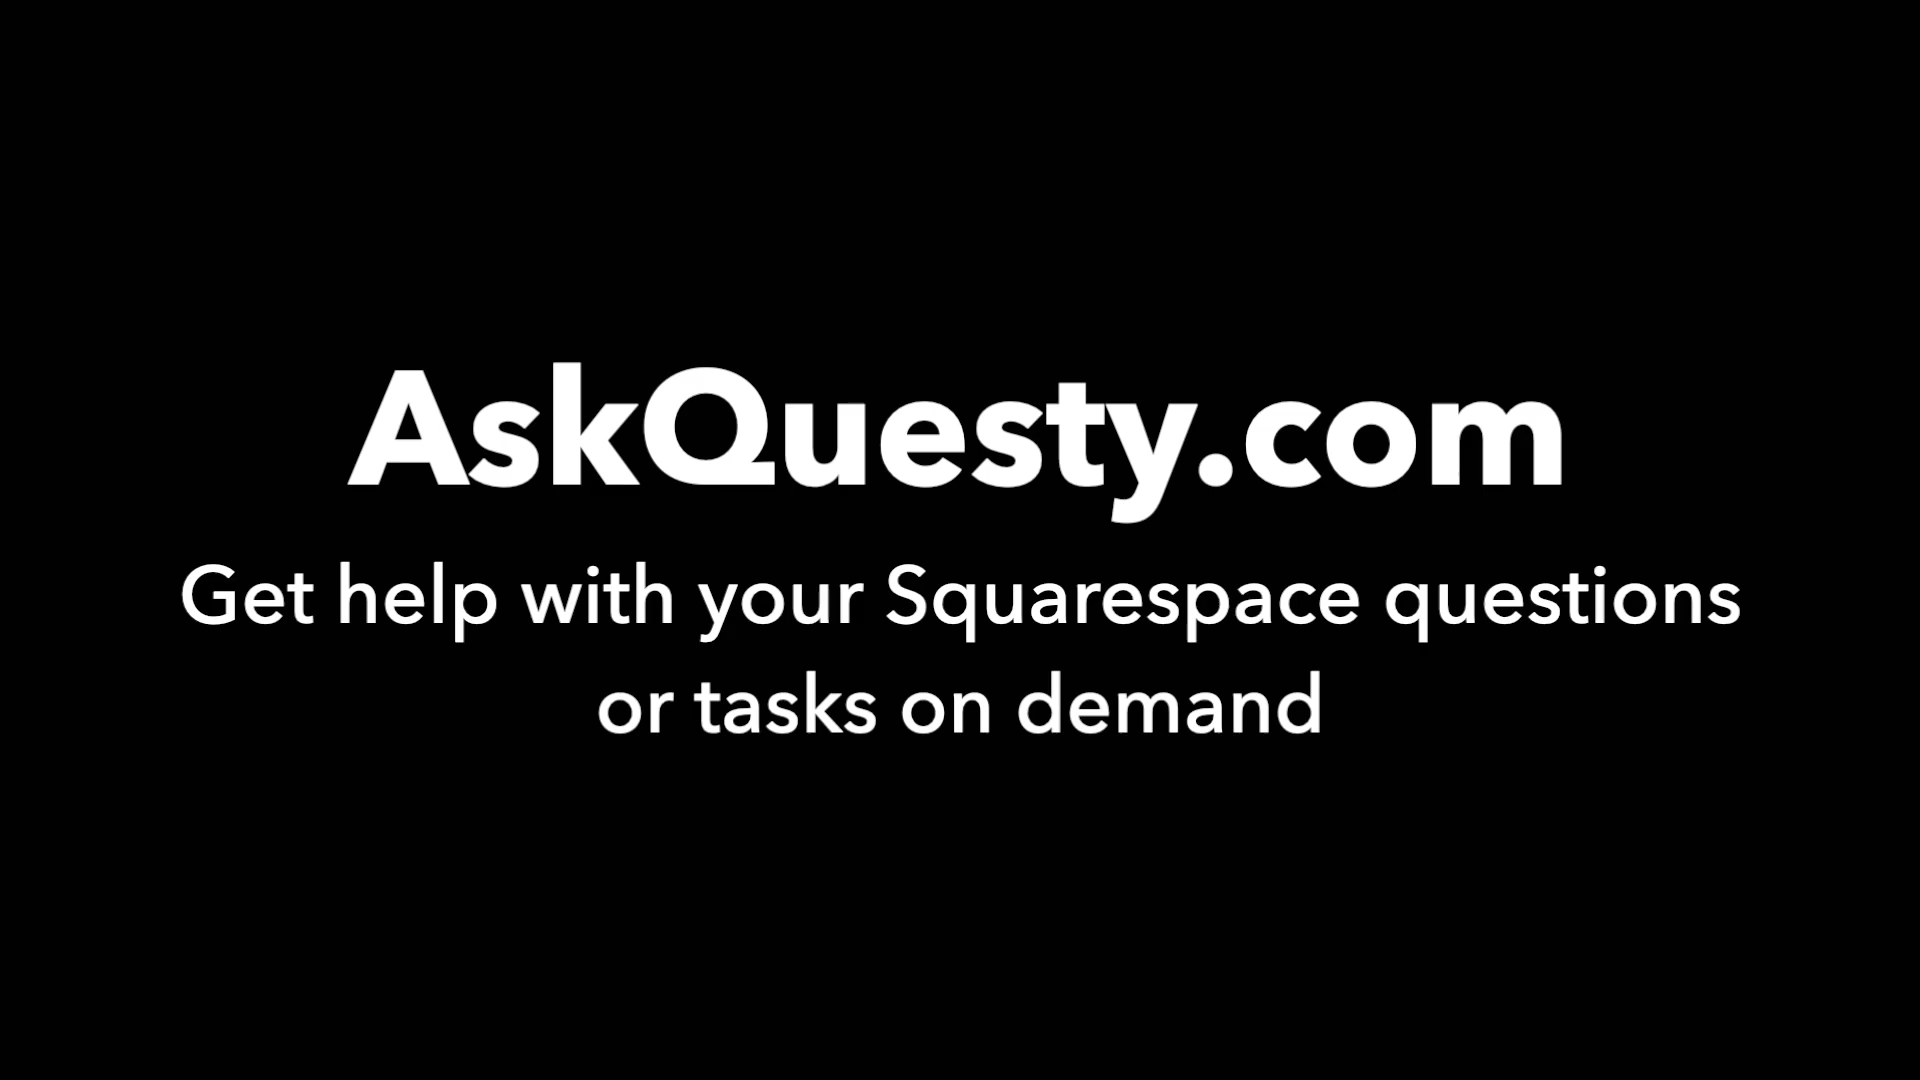 AskQuesty.com
Get help with your Squarespace questions
or tasks on demand